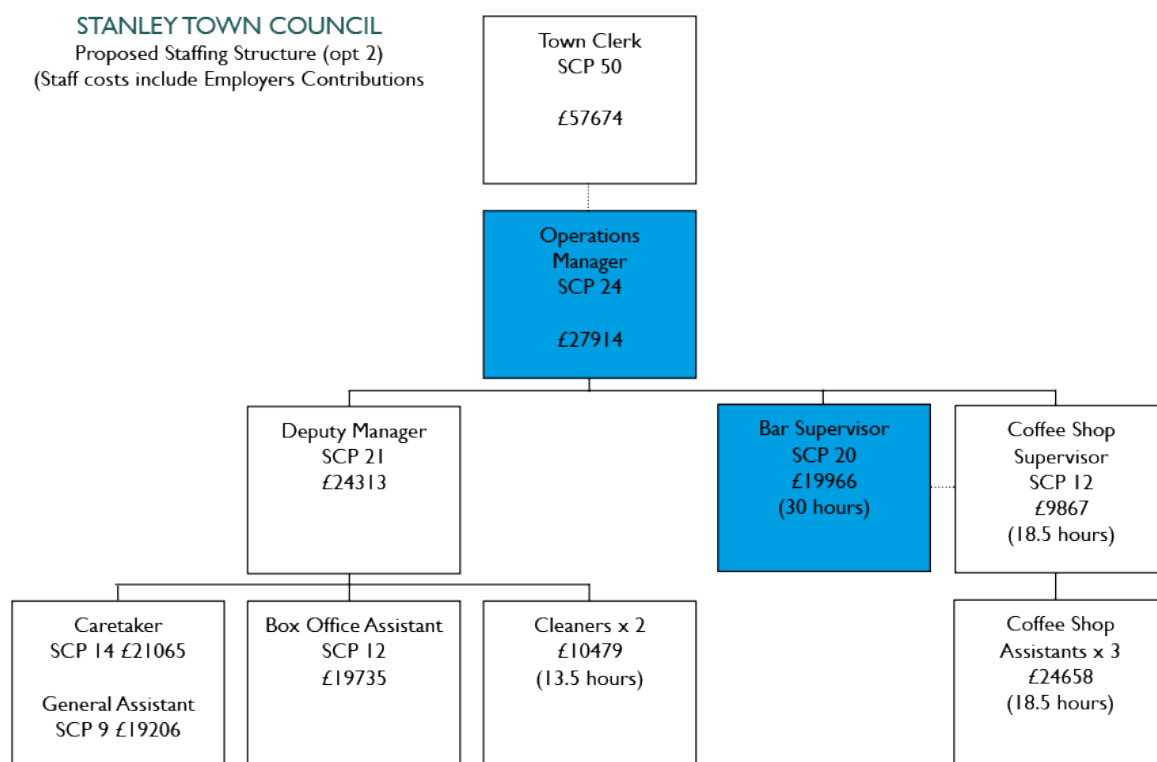 STANLEY TOWN COUNCIL
Proposed Staffing Structure (opt 2)
(Staff costs include Employers Contributions
Town Clerk
SCP 50
£57674
Operations
Manager
SCP 24
£27914
Deputy Manager
SCP 21
£24313
Bar Supervisor
SCP 20
£19966
(30 hours)
Coffee Shop
Supervisor
SCP 12
£9867
(18.5 hours)
Caretaker
SCP 14 £21065
General Assistant
SCP 9 £19206
Box Office Assistant
SCP 12
£19735
Cleaners x 2
£10479
(13.5 hours)
Coffee Shop
Assistants x 3
£24658
(18.5 hours)